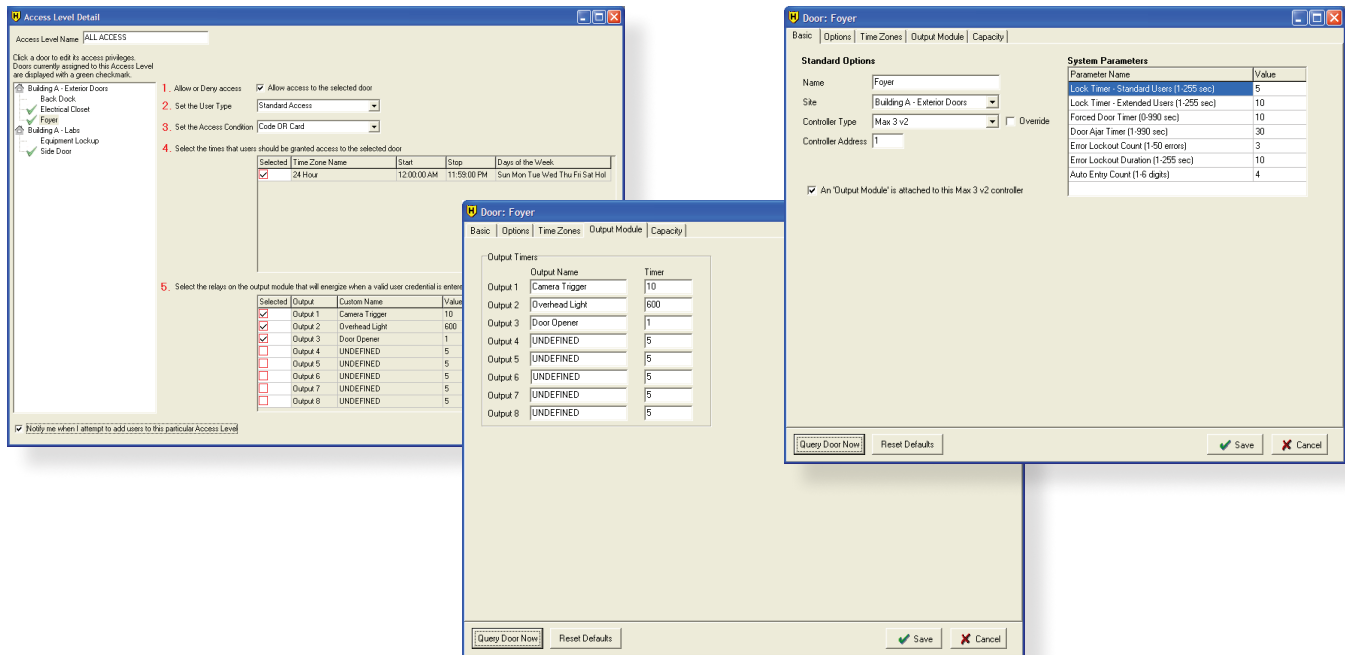 Access Level Detail
Access Level Name ALL ACCESS
Click a door to edit its access privileges.
Doors currently assigned to this Access Level
are displayed with a green checkmark.
Building A - Exterior Doors
Back Dock
Electrical Closet
Foyer
Building A - Labs
Equipment Lockup
Side Door
1. Allow or Deny access Allow access to the selected door
2. Set the User Type Standard Access
3. Set the Access Condition Code OR Card
4. Select the times that users should be granted access to the selected door
Selected Time Zone Name Start Stop Days of the Week
24 Hour 12:00:00 AM 11:59:00 PM Sun Mon Tue Wed Thu Fri Sat Hol
5. Select the relays on the output module that will energize when a valid user credential is entere
Selected Output Custom Name Value
Output 1 Camera Trigger 10
Output 2 Overhead Light 600
Output 3 Door Opener 1
Output 4 UNDEFINED 5
Output 5 UNDEFINED 5
Output 6 UNDEFINED 5
Output 7 UNDEFINED 5
Output 8 UNDEFINED 5
Notify me when I attempt to add users to this particular Access Level
Door: Foyer
Basic Options Time Zones Output Module Capacity
Output Timers
Output Name Timer
Output 1 Camera Trigger 10
Output 2 Overhead Light 600
Output 3 Door Opener 1
Output 4 UNDEFINED 5
Output 5 UNDEFINED 5
Output 6 UNDEFINED 5
Output 7 UNDEFINED 5
Output 8 UNDEFINED 5
Query Door Now Reset Defaults Save Cancel
Door: Foyer
Basic Options Time Zones Output Module Capacity
Standard Options
Name Foyer
Site Building A - Exterior Doors
Controller Type Max 3 v2 Override
Controller Address 1
An 'Output Module' is attached to this Max 3 v2 controller
System Parameters
Parameter Name Value
Lock Timer - Standard Users (1-255 sec) 5
Lock Timer - Extended Users (1-255 sec) 10
Forced Door Timer (0-990 sec) 10
Door Ajar Timer (1-990 sec) 30
Error Lockout Count (1-50 errors) 3
Error Lockout Duration (1-255 sec) 10
Auto Entry Count (1-6 digits) 4
Query Door Now Reset Defaults Save Cancel